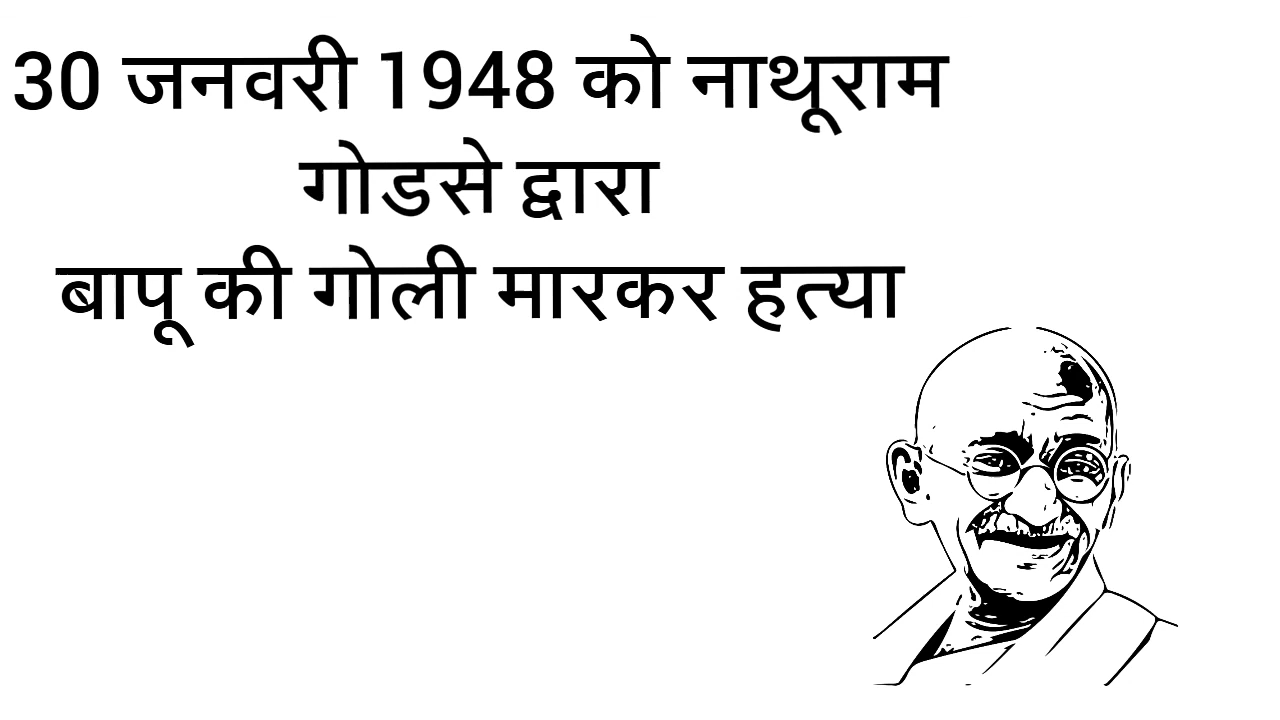 30 जनवरी 1948 को नाथूराम
गोडसे द्वारा
बापू की गोली मारकर हत्या